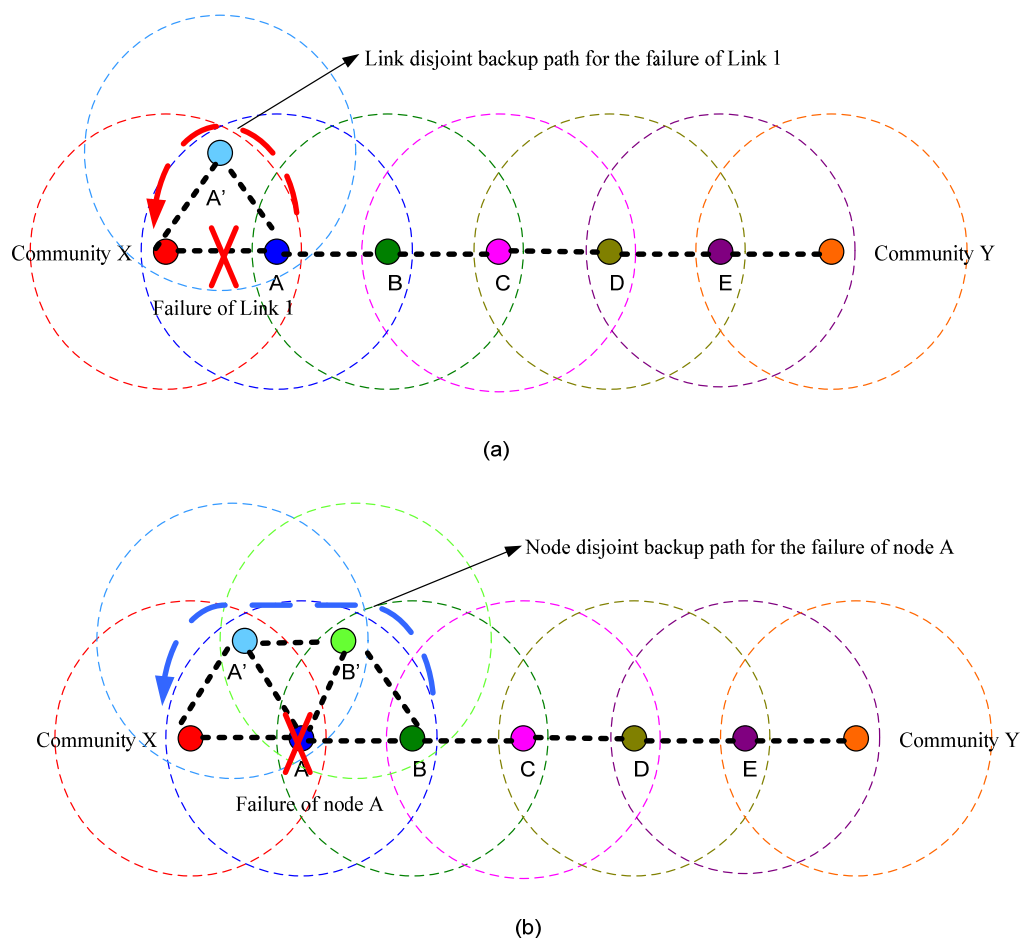 Link disjoint backup path for the failure of Link 1
A'
Community X
Community Y
A
B
C
D
E
Failure of Link 1
(a)
Node disjoint backup path for the failure of node A
A'
B'
Community X
Community Y
A
B
C
D
E
Failure of node A
(b)